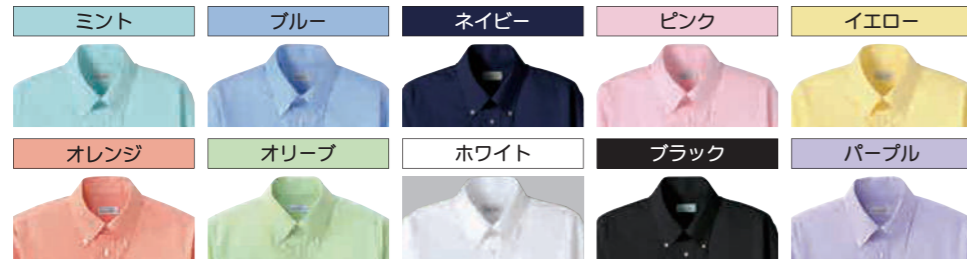 ミント
ブルー
ネイビー
ピンク
イエロー
オレンジ
オリーブ
ホワイト
ブラック
パープル